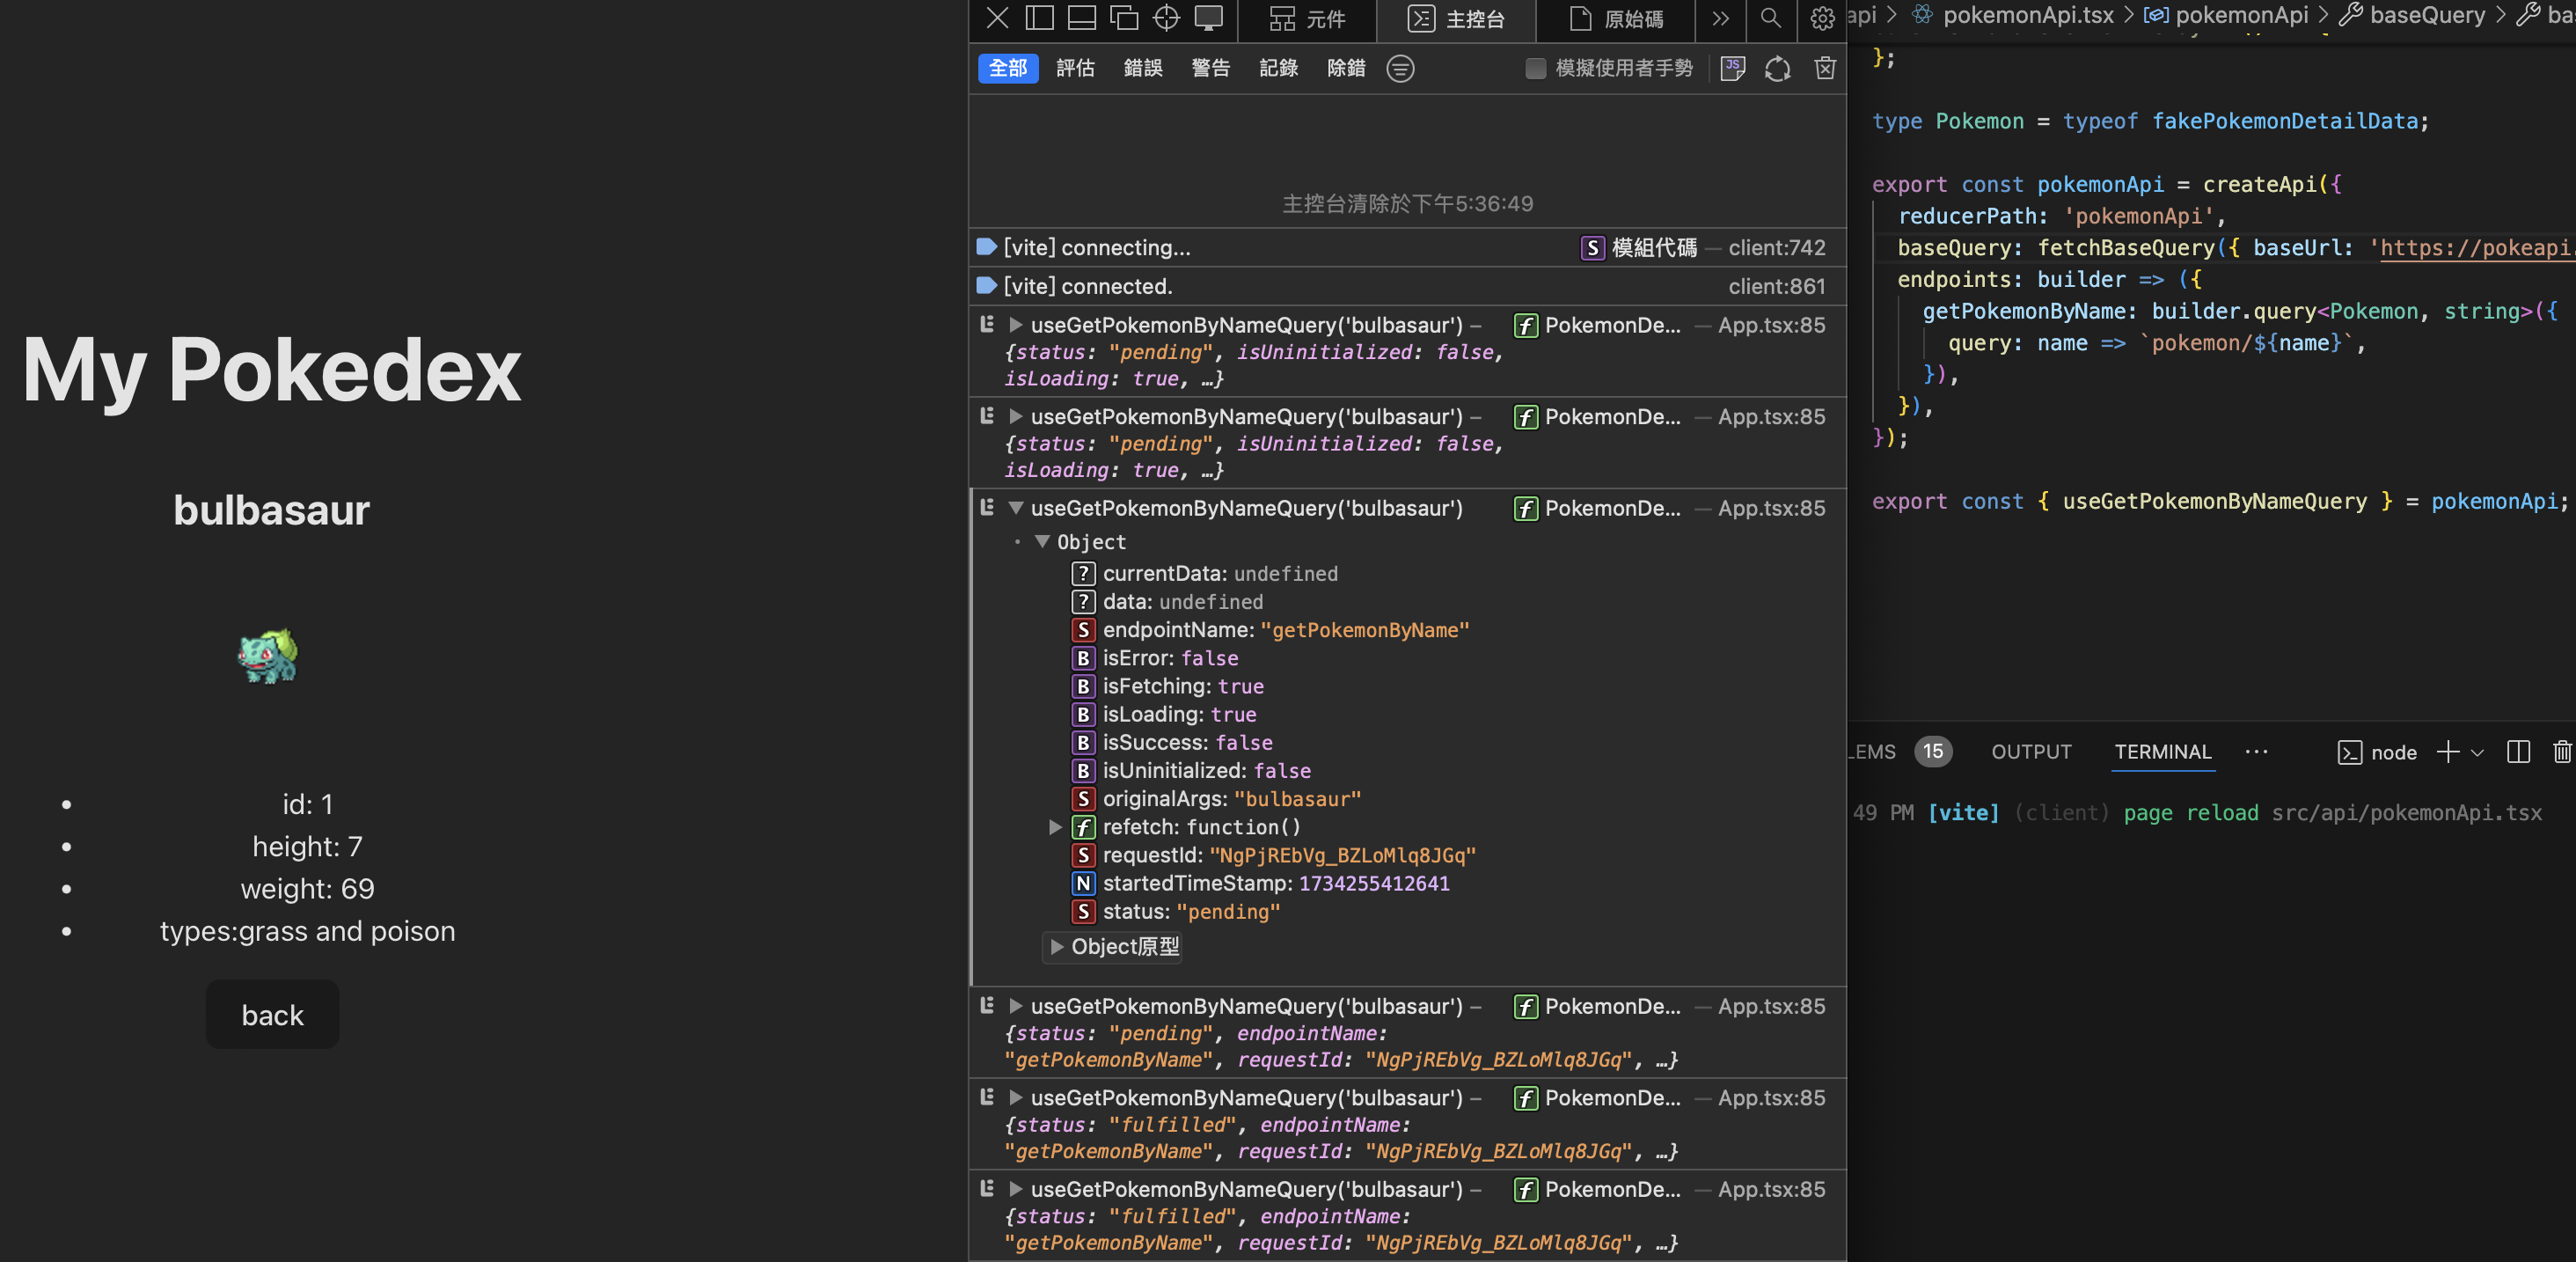 My Pokedex
bulbasaur
id: 1
height: 7
weight: 69
types:grass and poison
back
元件
主控台
原始碼
全部 評估 錯誤 警告 記錄 除錯
模擬使用者手勢
主控台清除於下午5:36:49
[vite] connecting... S 模組代碼 — client:742
[vite] connected. client:861
useGetPokemonByNameQuery('bulbasaur') – f PokemonDe... — App.tsx:85
{status: "pending", isUninitialized: false,
isLoading: true, …}
useGetPokemonByNameQuery('bulbasaur') – f PokemonDe... — App.tsx:85
{status: "pending", isUninitialized: false,
isLoading: true, …}
useGetPokemonByNameQuery('bulbasaur') f PokemonDe... — App.tsx:85
Object
? currentData: undefined
? data: undefined
S endpointName: "getPokemonByName"
B isError: false
B isFetching: true
B isLoading: true
B isSuccess: false
B isUninitialized: false
S originalArgs: "bulbasaur"
f refetch: function()
S requestId: "NgPjREbVg_BZLoMlq8JGq"
N startedTimeStamp: 1734255412641
S status: "pending"
Object原型
useGetPokemonByNameQuery('bulbasaur') – f PokemonDe... — App.tsx:85
{status: "pending", endpointName:
"getPokemonByName", requestId: "NgPjREbVg_BZLoMlq8JGq", …}
useGetPokemonByNameQuery('bulbasaur') – f PokemonDe... — App.tsx:85
{status: "fulfilled", endpointName:
"getPokemonByName", requestId: "NgPjREbVg_BZLoMlq8JGq", …}
useGetPokemonByNameQuery('bulbasaur') – f PokemonDe... — App.tsx:85
{status: "fulfilled", endpointName:
"getPokemonByName", requestId: "NgPjREbVg_BZLoMlq8JGq", …}
api > pokemonApi.tsx > pokemonApi > baseQuery > ba
};
type Pokemon = typeof fakePokemonDetailData;
export const pokemonApi = createApi({
reducerPath: 'pokemonApi',
baseQuery: fetchBaseQuery({ baseUrl: 'https://pokeapi.
endpoints: builder => ({
getPokemonByName: builder.query<Pokemon, string>({
query: name => `pokemon/${name}`,
}),
}),
});
export const { useGetPokemonByNameQuery } = pokemonApi;
LEMS 15 OUTPUT TERMINAL ··· node
49 PM [vite] (client) page reload src/api/pokemonApi.tsx